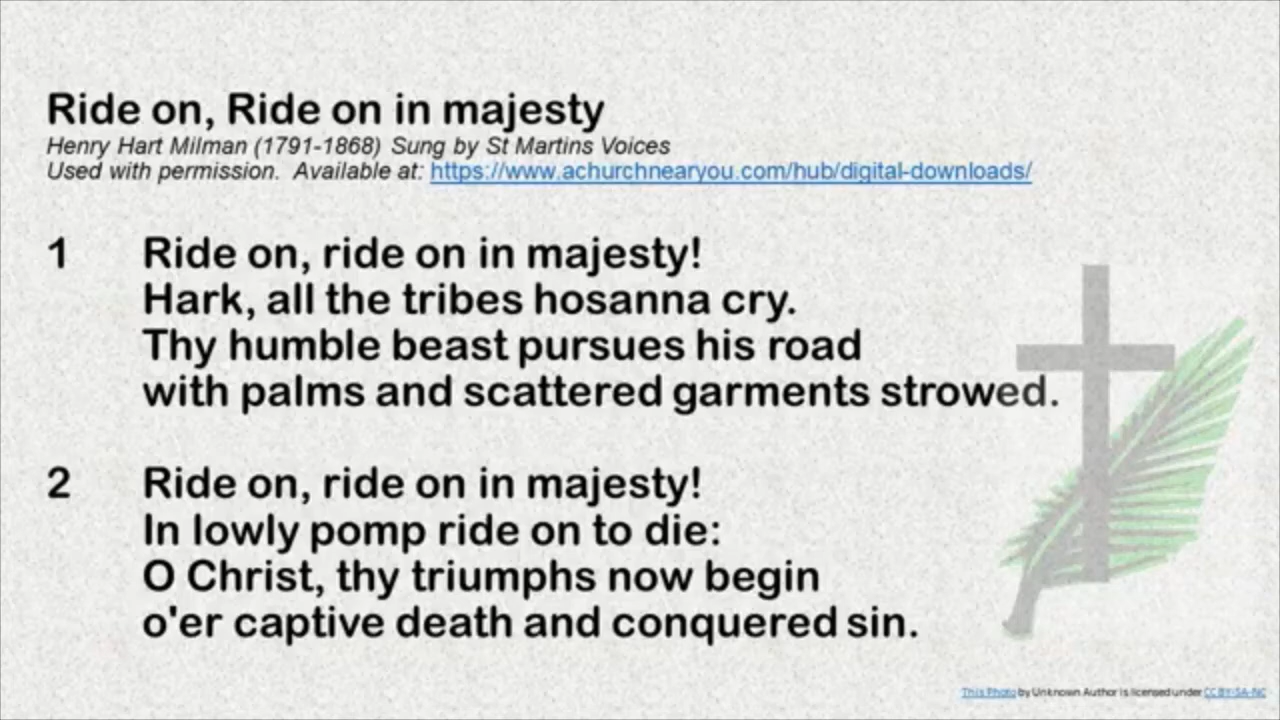 Ride on, Ride on in majesty
Henry Hart Milman (1791-1868) Sung by St Martins Voices
Used with permission. Available at: https://www.achurchnearyou.com/hub/digital-downloads/
1 Ride on, ride on in majesty!
Hark, all the tribes hosanna cry.
Thy humble beast pursues his road
with palms and scattered garments strowed.
2 Ride on, ride on in majesty!
In lowly pomp ride on to die:
O Christ, thy triumphs now begin
o'er captive death and conquered sin.
This Photo by Unknown Author is licensed under CC BY-SA-NC